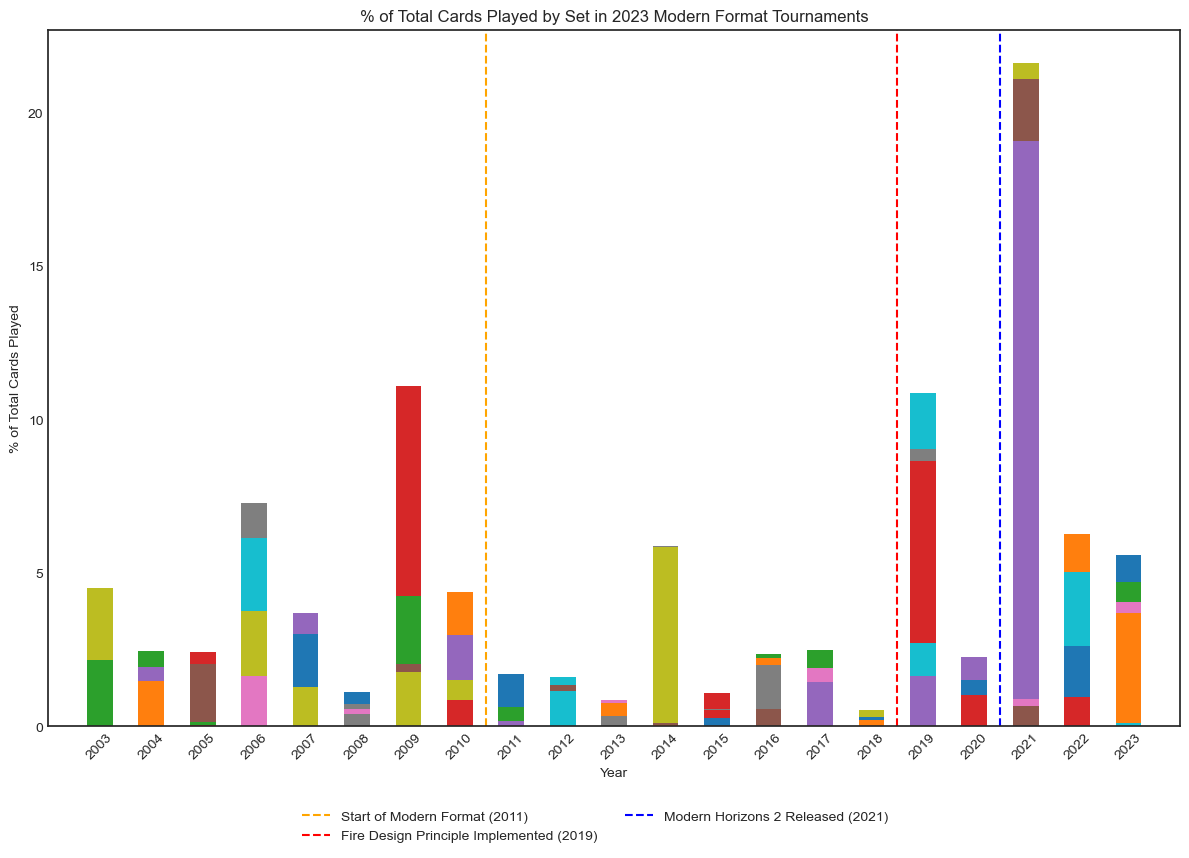 % of Total Cards Played by Set in 2023 Modern Format Tournaments
% of Total Cards Played
20
15
10
5
0
2003 2004 2005 2006 2007 2008 2009 2010 2011 2012 2013 2014 2015 2016 2017 2018 2019 2020 2021 2022 2023
Year
Start of Modern Format (2011) Modern Horizons 2 Released (2021)
Fire Design Principle Implemented (2019)